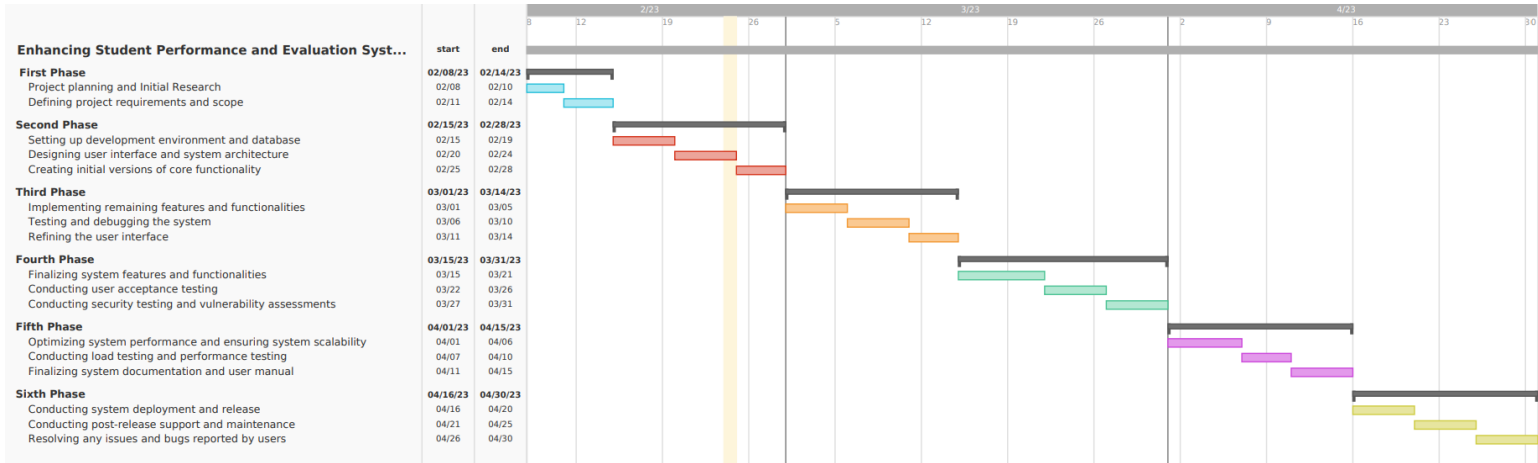 2/23 3/23 4/23
8 12 19 26 5 12 19 26 2 9 16 23 30
Enhancing Student Performance and Evaluation Syst... start end
First Phase 02/08/23 02/14/23
Project planning and Initial Research 02/08 02/10
Defining project requirements and scope 02/11 02/14
Second Phase 02/15/23 02/28/23
Setting up development environment and database 02/15 02/19
Designing user interface and system architecture 02/20 02/24
Creating initial versions of core functionality 02/25 02/28
Third Phase 03/01/23 03/14/23
Implementing remaining features and functionalities 03/01 03/05
Testing and debugging the system 03/06 03/10
Refining the user interface 03/11 03/14
Fourth Phase 03/15/23 03/31/23
Finalizing system features and functionalities 03/15 03/21
Conducting user acceptance testing 03/22 03/26
Conducting security testing and vulnerability assessments 03/27 03/31
Fifth Phase 04/01/23 04/15/23
Optimizing system performance and ensuring system scalability 04/01 04/06
Conducting load testing and performance testing 04/07 04/10
Finalizing system documentation and user manual 04/11 04/15
Sixth Phase 04/16/23 04/30/23
Conducting system deployment and release 04/16 04/20
Conducting post-release support and maintenance 04/21 04/25
Resolving any issues and bugs reported by users 04/26 04/30